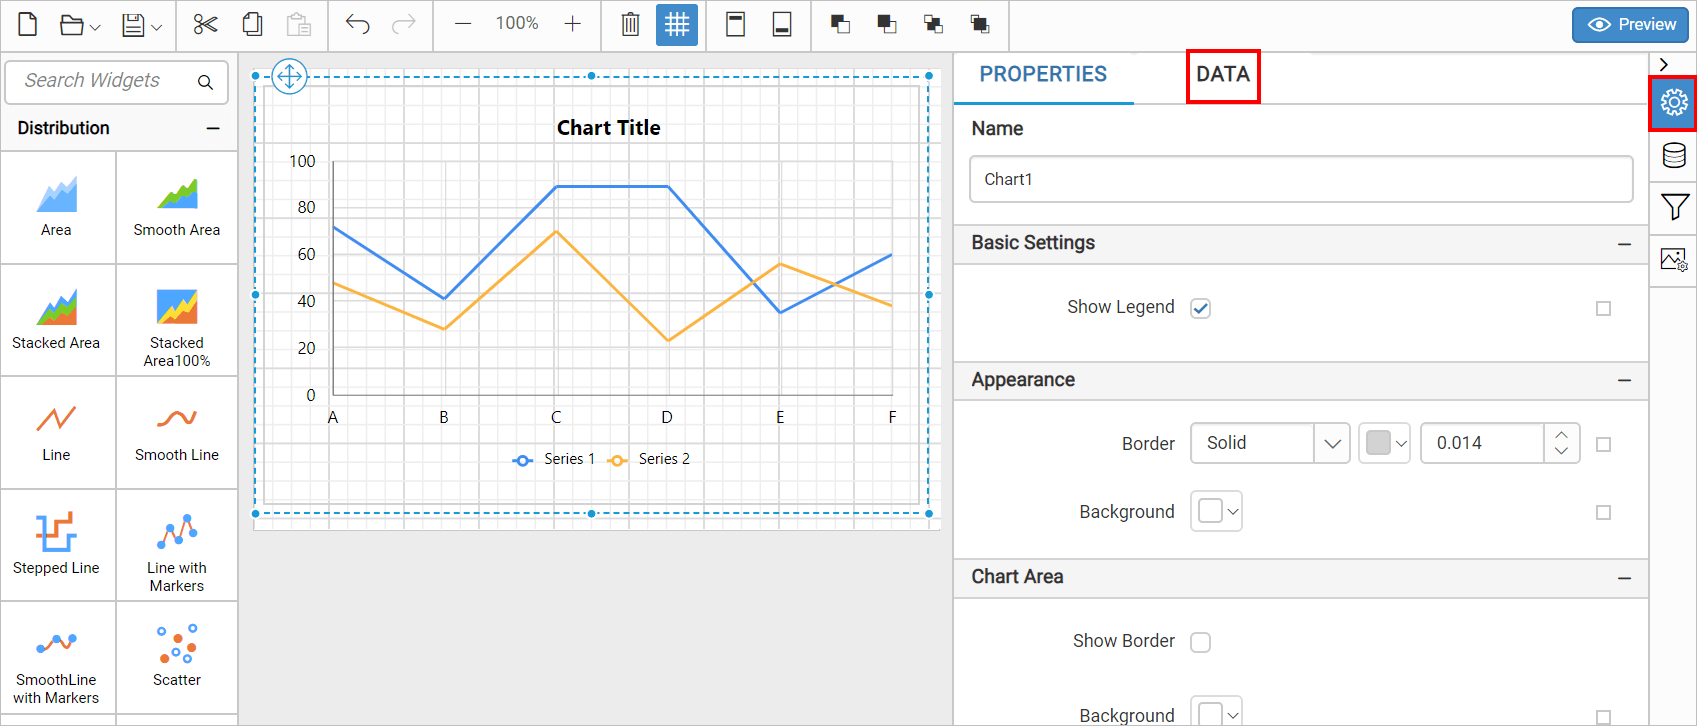 100%
Preview
Search Widgets
Distribution
Area
Smooth Area
Stacked Area
Stacked
Area100%
Line
Smooth Line
Stepped Line
Line with
Markers
SmoothLine
with Markers
Scatter
Chart Title
100
80
60
40
20
0
A B C D E F
Series 1 Series 2
PROPERTIES DATA
Name
Chart1
Basic Settings
Show Legend
Appearance
Border Solid 0.014
Background
Chart Area
Show Border
Background